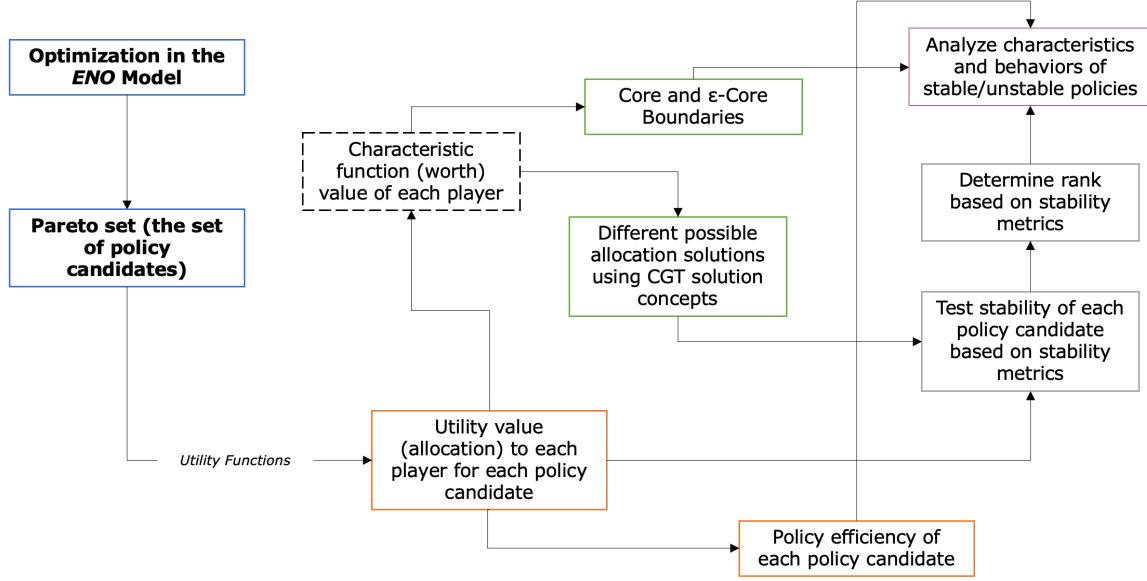 Optimization in the
ENO Model
Pareto set (the set
of policy
candidates)
Utility Functions
Utility value
(allocation) to each
player for each policy
candidate
Characteristic
function (worth)
value of each player
Core and ε-Core
Boundaries
Different possible
allocation solutions
using CGT solution
concepts
Policy efficiency of
each policy candidate
Test stability of each
policy candidate
based on stability
metrics
Determine rank
based on stability
metrics
Analyze characteristics
and behaviors of
stable/unstable policies